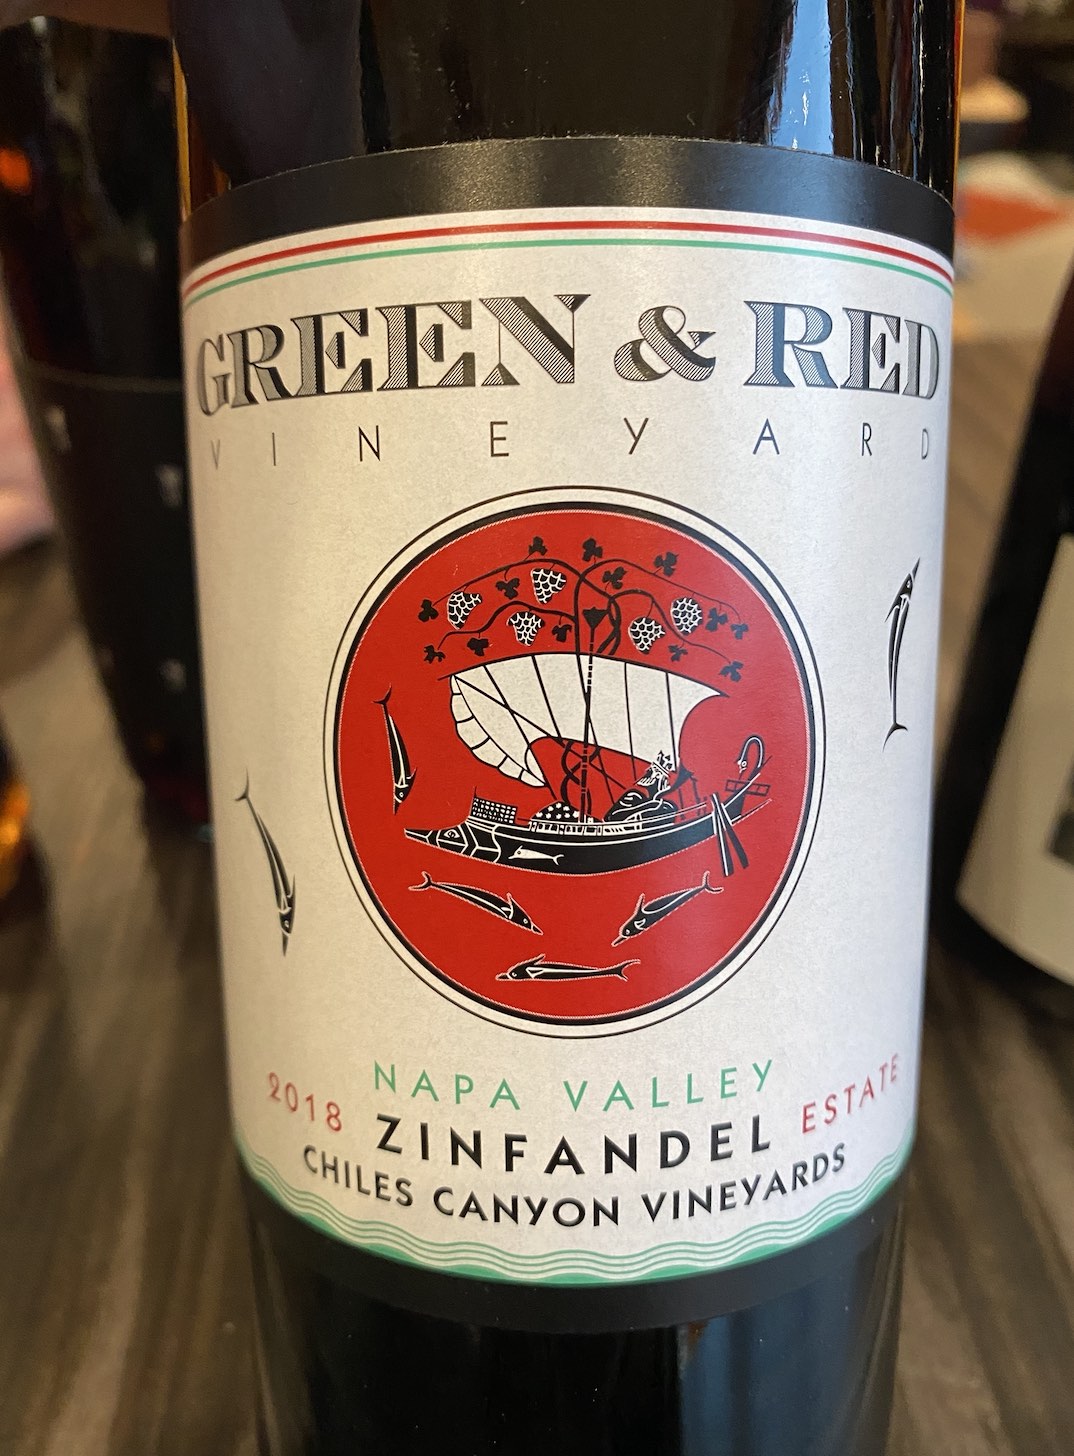 GREEN & RED
VINEYARD
NAPA VALLEY
2018 ZINFANDEL ESTATE
CHILES CANYON VINEYARDS